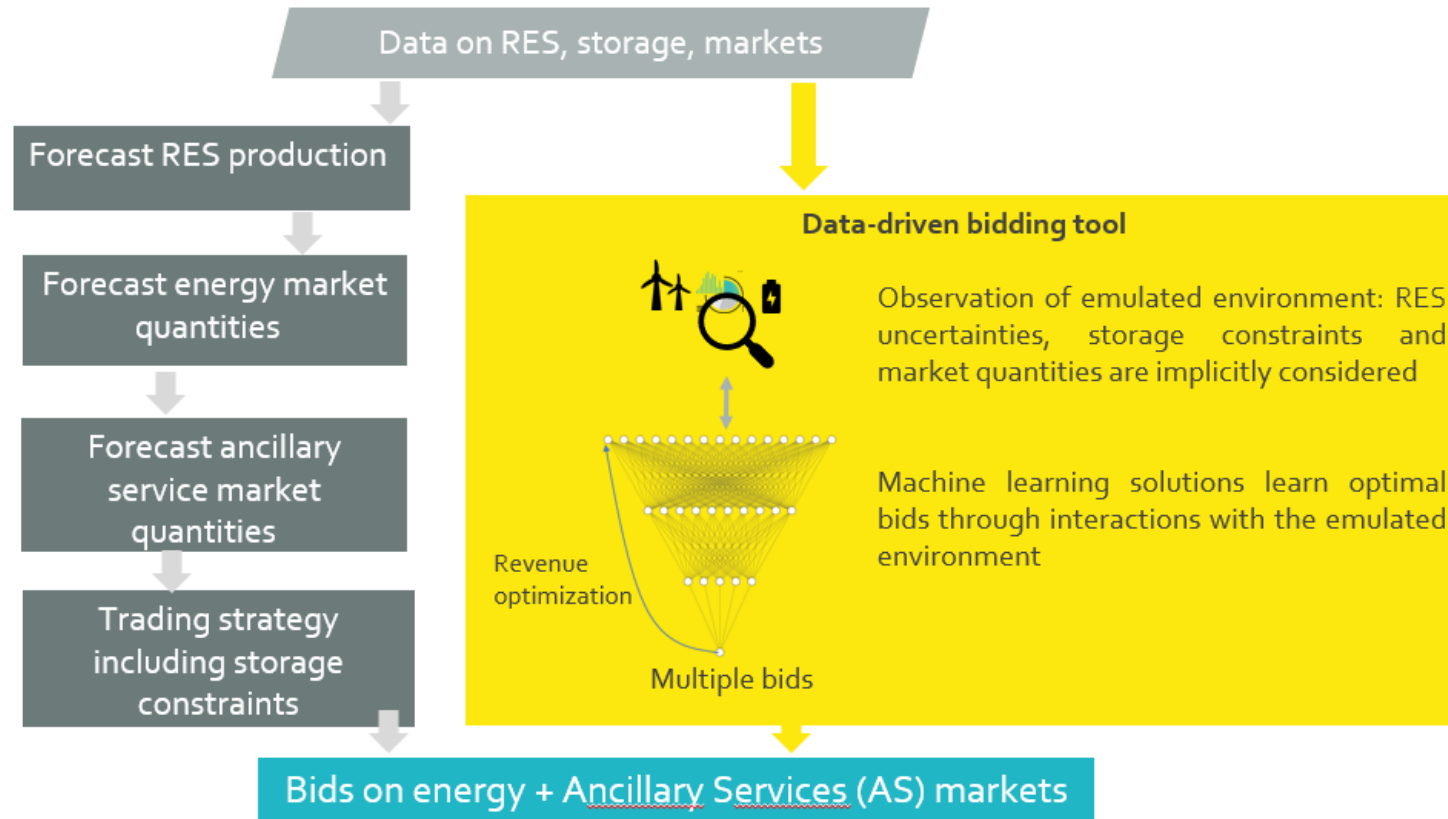 Data on RES, storage, markets
Forecast RES production
Forecast energy market
quantities
Forecast ancillary
service market
quantities
Trading strategy
including storage
constraints
Data-driven bidding tool
Observation of emulated environment: RES
uncertainties, storage constraints and
market quantities are implicitly considered
Machine learning solutions learn optimal
bids through interactions with the emulated
environment
Revenue
optimization
Multiple bids
Bids on energy + Ancillary Services (AS) markets